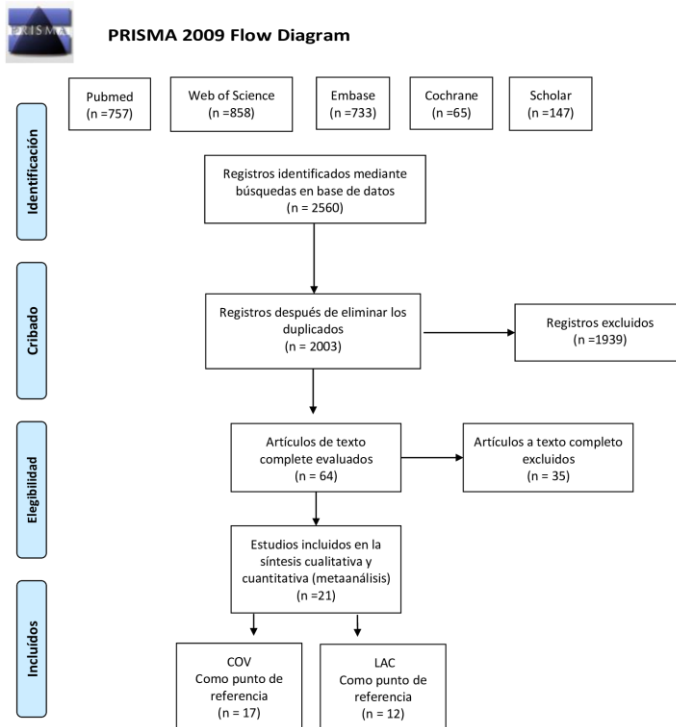 PRISMA
PRISMA 2009 Flow Diagram
Pubmed
(n =757)
Web of Science
(n =858)
Embase
(n =733)
Cochrane
(n =65)
Scholar
(n =147)
Identificación
Registros identificados mediante
búsquedas en base de datos
(n = 2560)
Cribado
Registros después de eliminar los
duplicados
(n = 2003)
Registros excluidos
(n =1939)
Elegibilidad
Artículos de texto
complete evaluados
(n = 64)
Artículos a texto completo
excluidos
(n = 35)
Estudios incluidos en la
síntesis cualitativa y
cuantitativa (metaanálisis)
(n =21)
Incluidos
COV
Como punto de
referencia
(n = 17)
LAC
Como punto de
referencia
(n = 12)